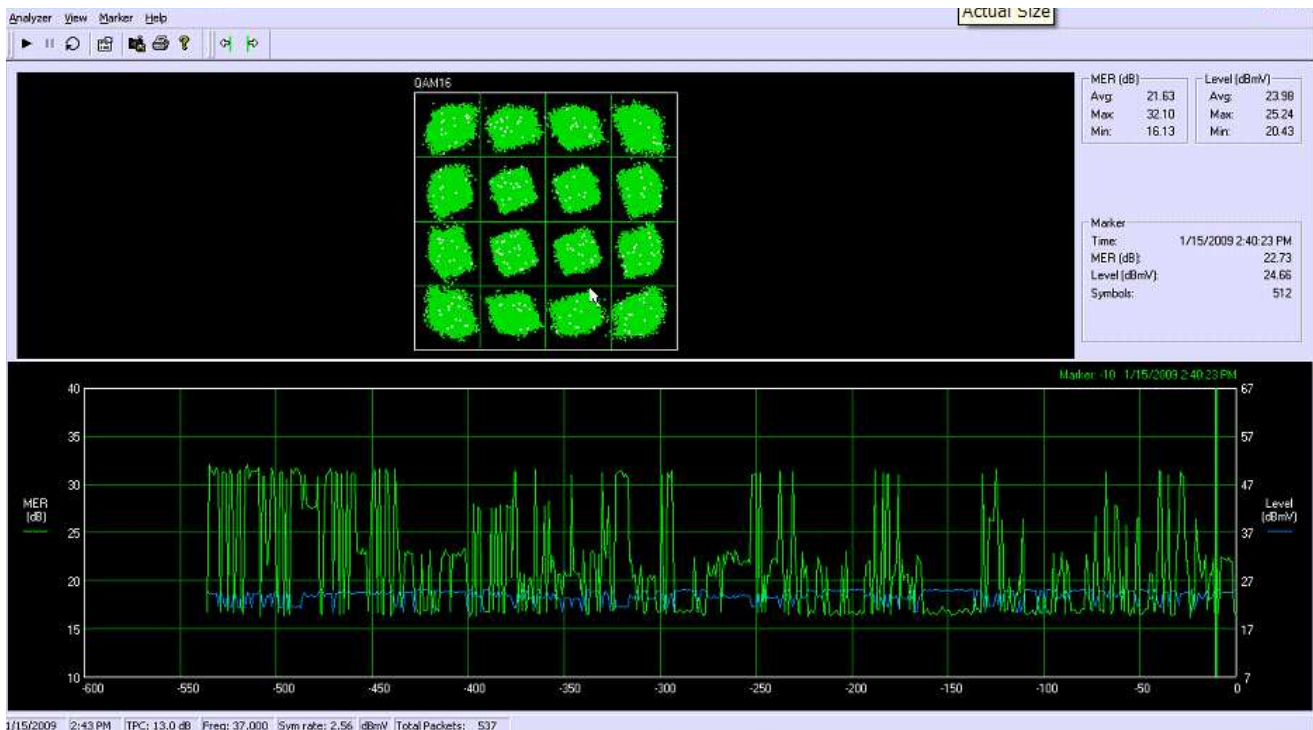 Analyzer View Marker Help
Actual Size
QAM16
MER (dB)
Avg: 21.63
Max: 32.10
Min: 16.13
Level (dBmV)
Avg: 23.98
Max: 25.24
Min: 20.43
Marker
Time: 1/15/2009 2:40:23 PM
MER (dB): 22.73
Level (dBmV): 24.66
Symbols: 512
Marker: -10 1/15/2009 2:40:23 PM
40 67
35 57
30 47
MER Level
(dB) (dBmV)
25 37
20 27
15 17
10 7
-600 -550 -500 -450 -400 -350 -300 -250 -200 -150 -100 -50 0
1/15/2009 2:43 PM TPC: 13.0 dB Freq: 37.000 Sym rate: 2.56 dBmV Total Packets: 537